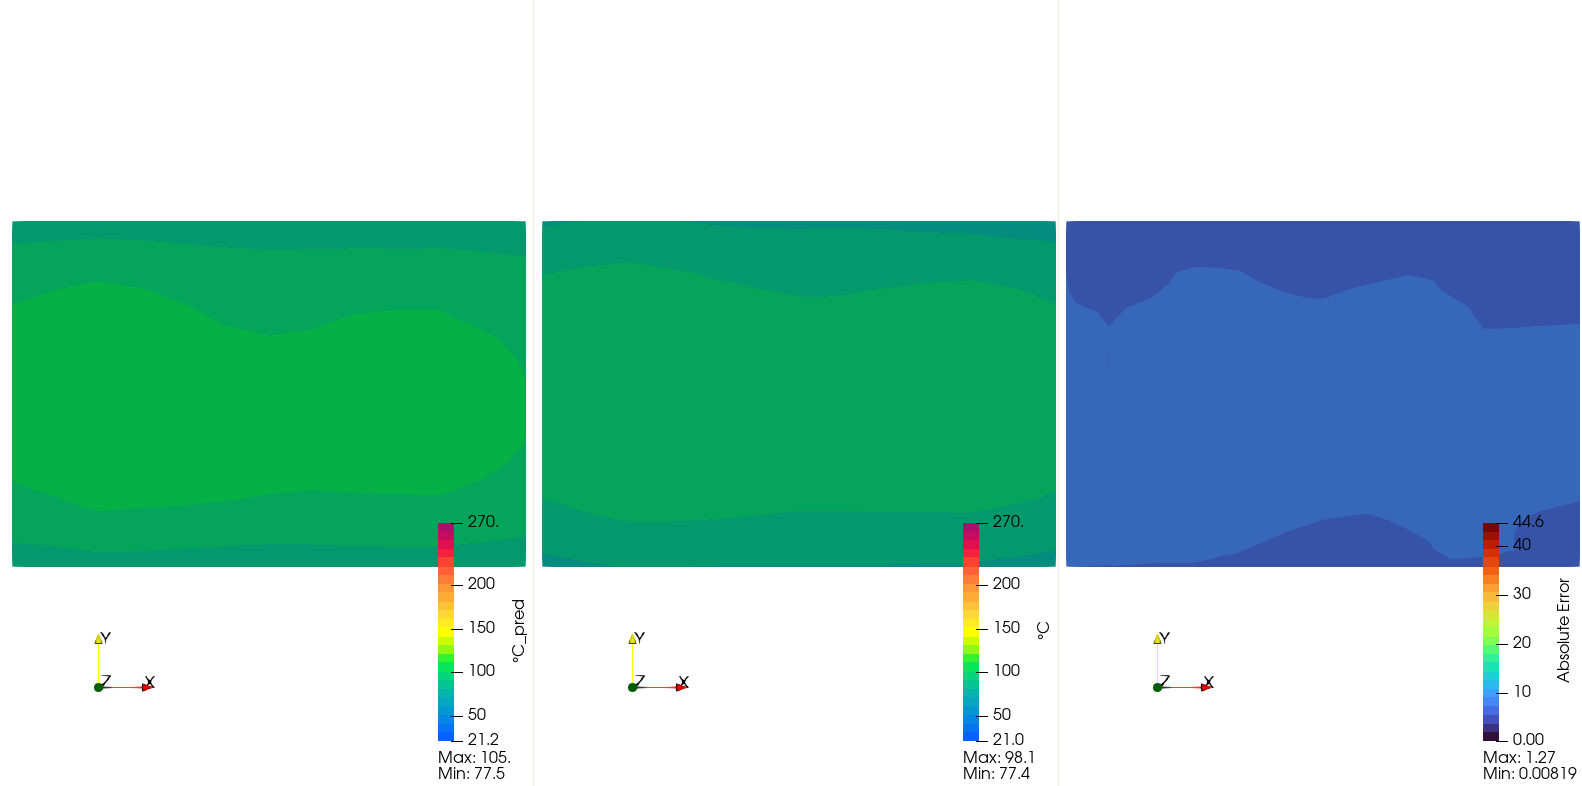 270.
200
150
100
50
21.2
°C_pred
Max: 105.
Min: 77.5
Y
Z
X
270.
200
150
100
50
21.0
°C
Max: 98.1
Min: 77.4
Y
Z
X
44.6
40
30
20
10
0.00
Absolute Error
Max: 1.27
Min: 0.00819
Y
Z
X